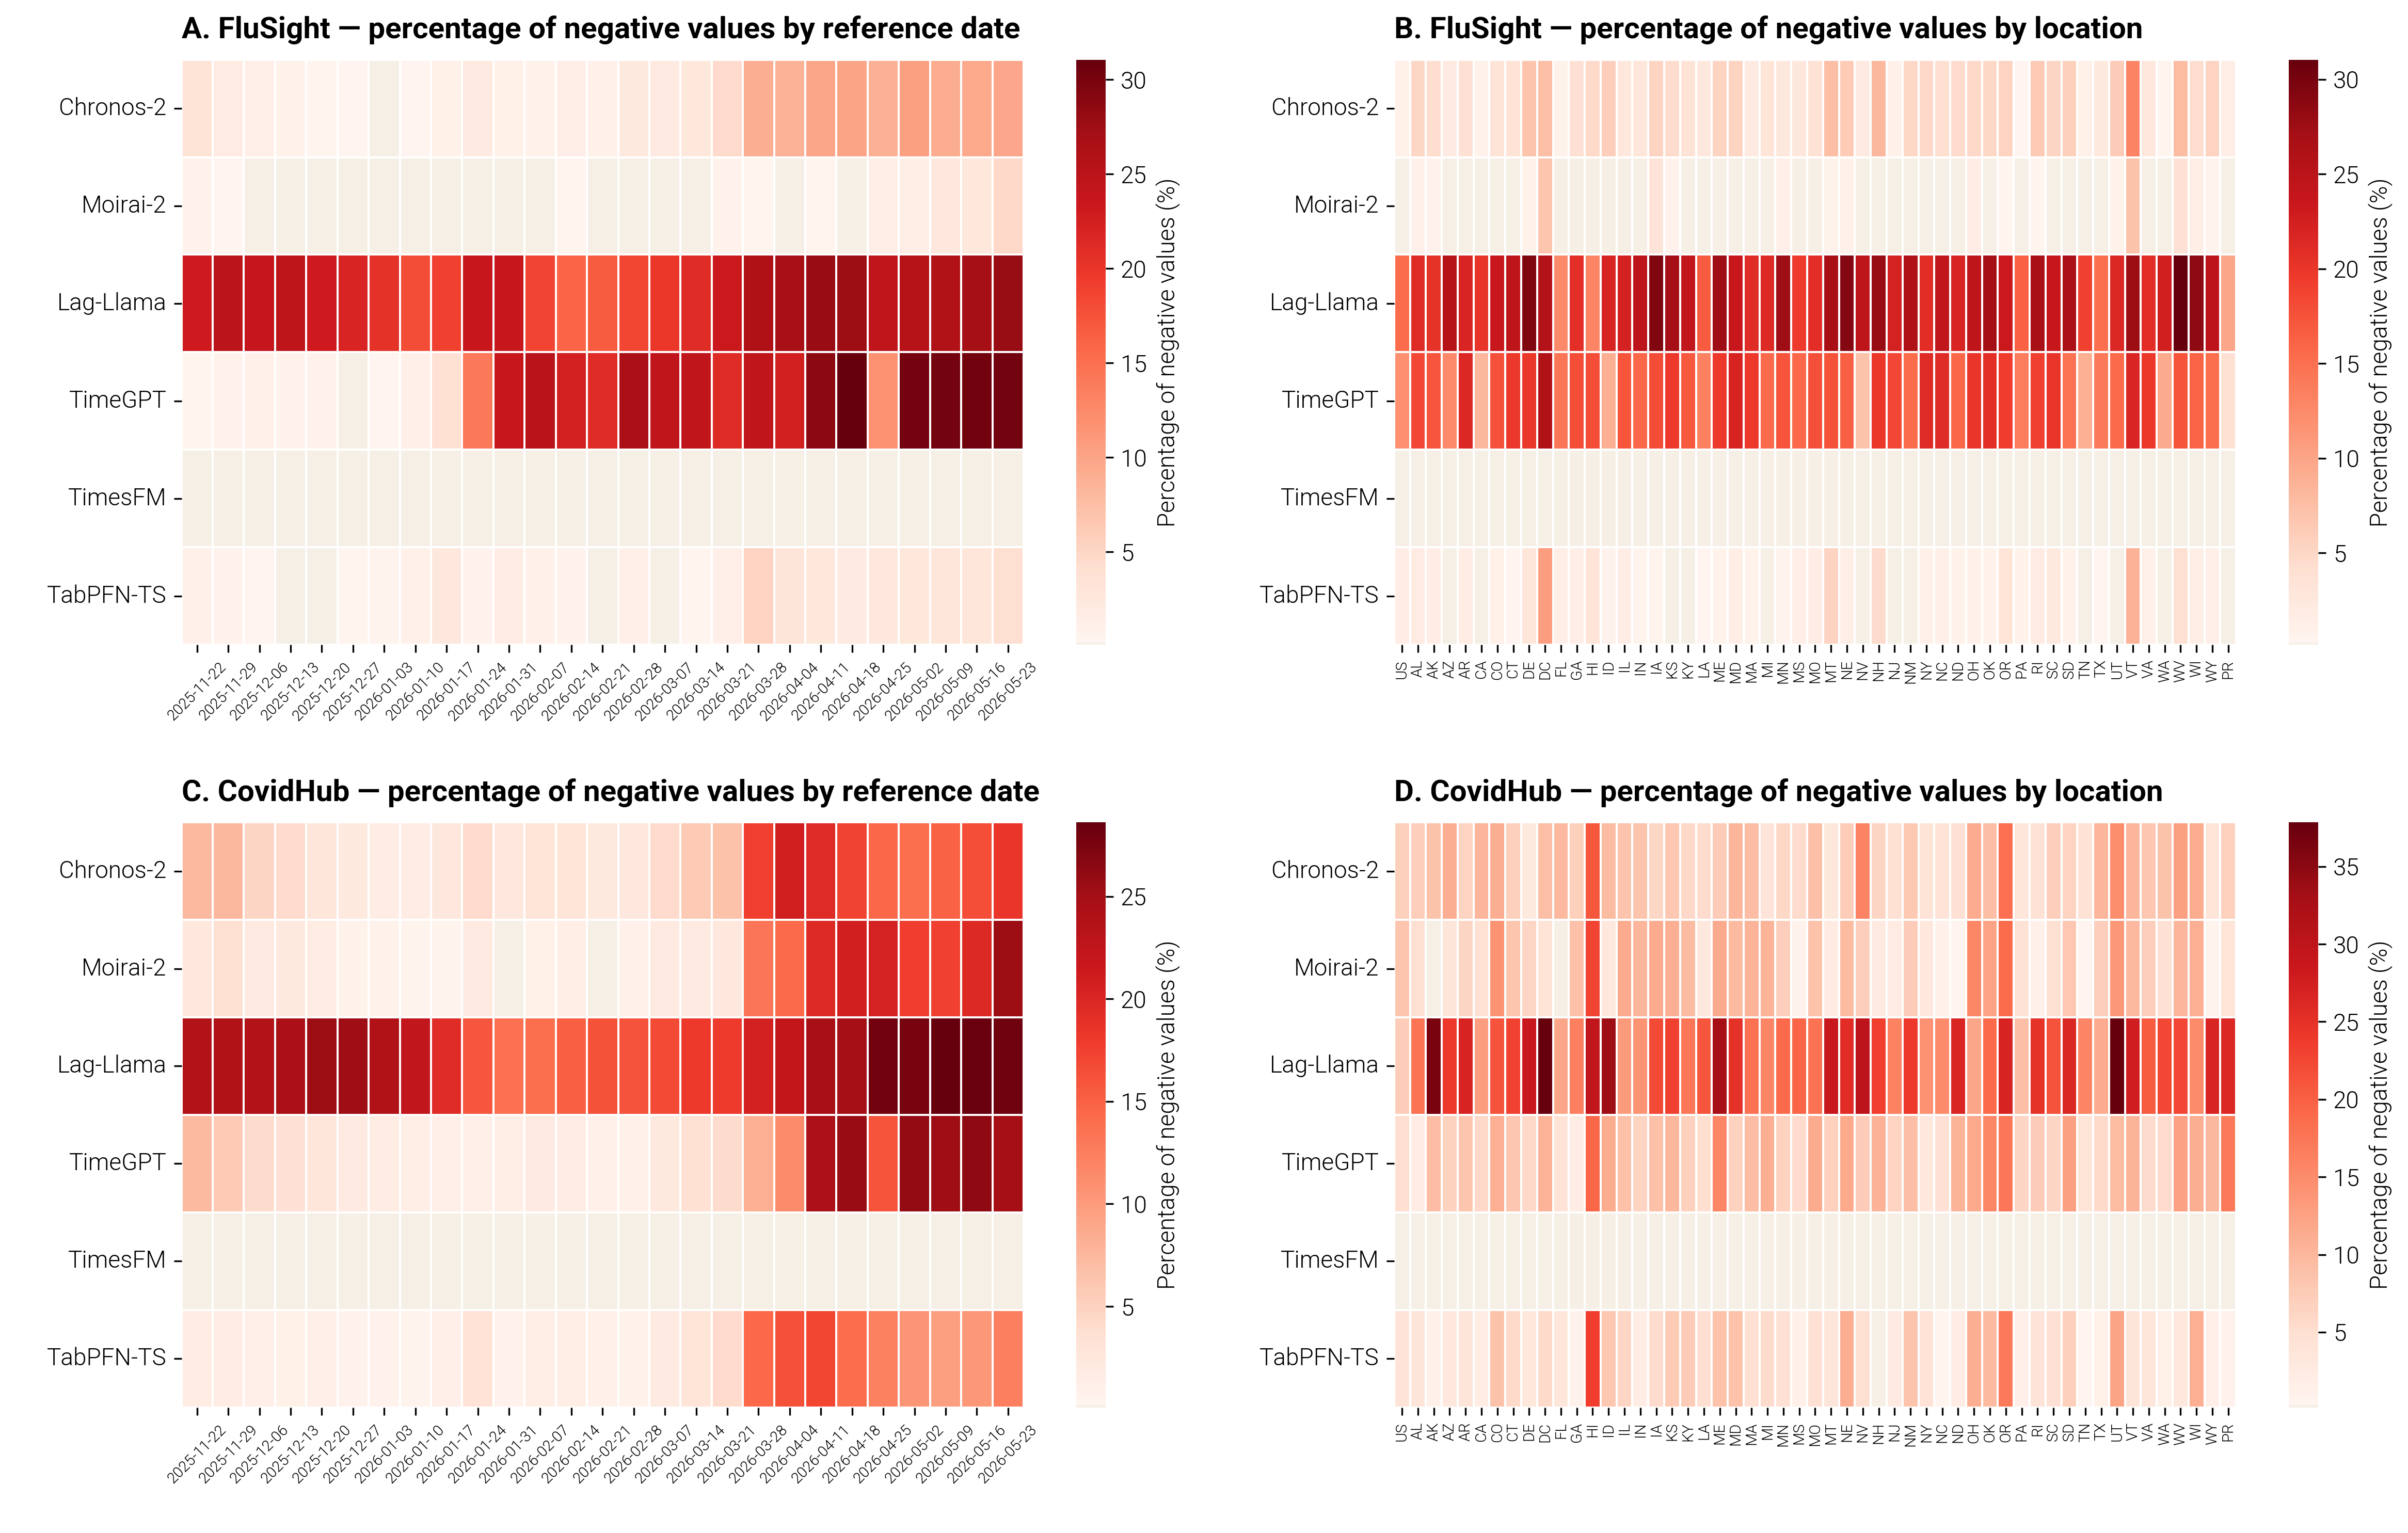 A. FluSight — percentage of negative values by reference date
Chronos-2
Moirai-2
Lag-Llama
TimeGPT
TimesFM
TabPFN-TS
2025-11-22
2025-11-29
2025-12-06
2025-12-13
2025-12-20
2025-12-27
2026-01-03
2026-01-10
2026-01-17
2026-01-24
2026-01-31
2026-02-07
2026-02-14
2026-02-21
2026-02-28
2026-03-07
2026-03-14
2026-03-21
2026-03-28
2026-04-04
2026-04-11
2026-04-18
2026-04-25
2026-05-02
2026-05-09
2026-05-16
2026-05-23
30
25
20
15
10
5
Percentage of negative values (%)
B. FluSight — percentage of negative values by location
Chronos-2
Moirai-2
Lag-Llama
TimeGPT
TimesFM
TabPFN-TS
US AL AK AZ AR CA CO CT DE DC FL GA HI ID IL IN IA KS KY LA ME MD MA MI MN MS MO MT NE NV NH NJ NM NY NC ND OH OK OR PA RI SC SD TN TX UT VT VA WA WV WI WY PR
30
25
20
15
10
5
Percentage of negative values (%)
C. CovidHub — percentage of negative values by reference date
Chronos-2
Moirai-2
Lag-Llama
TimeGPT
TimesFM
TabPFN-TS
2025-11-22
2025-11-29
2025-12-06
2025-12-13
2025-12-20
2025-12-27
2026-01-03
2026-01-10
2026-01-17
2026-01-24
2026-01-31
2026-02-07
2026-02-14
2026-02-21
2026-02-28
2026-03-07
2026-03-14
2026-03-21
2026-03-28
2026-04-04
2026-04-11
2026-04-18
2026-04-25
2026-05-02
2026-05-09
2026-05-16
2026-05-23
25
20
15
10
5
Percentage of negative values (%)
D. CovidHub — percentage of negative values by location
Chronos-2
Moirai-2
Lag-Llama
TimeGPT
TimesFM
TabPFN-TS
US AL AK AZ AR CA CO CT DE DC FL GA HI ID IL IN IA KS KY LA ME MD MA MI MN MS MO MT NE NV NH NJ NM NY NC ND OH OK OR PA RI SC SD TN TX UT VT VA WA WV WI WY PR
35
30
25
20
15
10
5
Percentage of negative values (%)